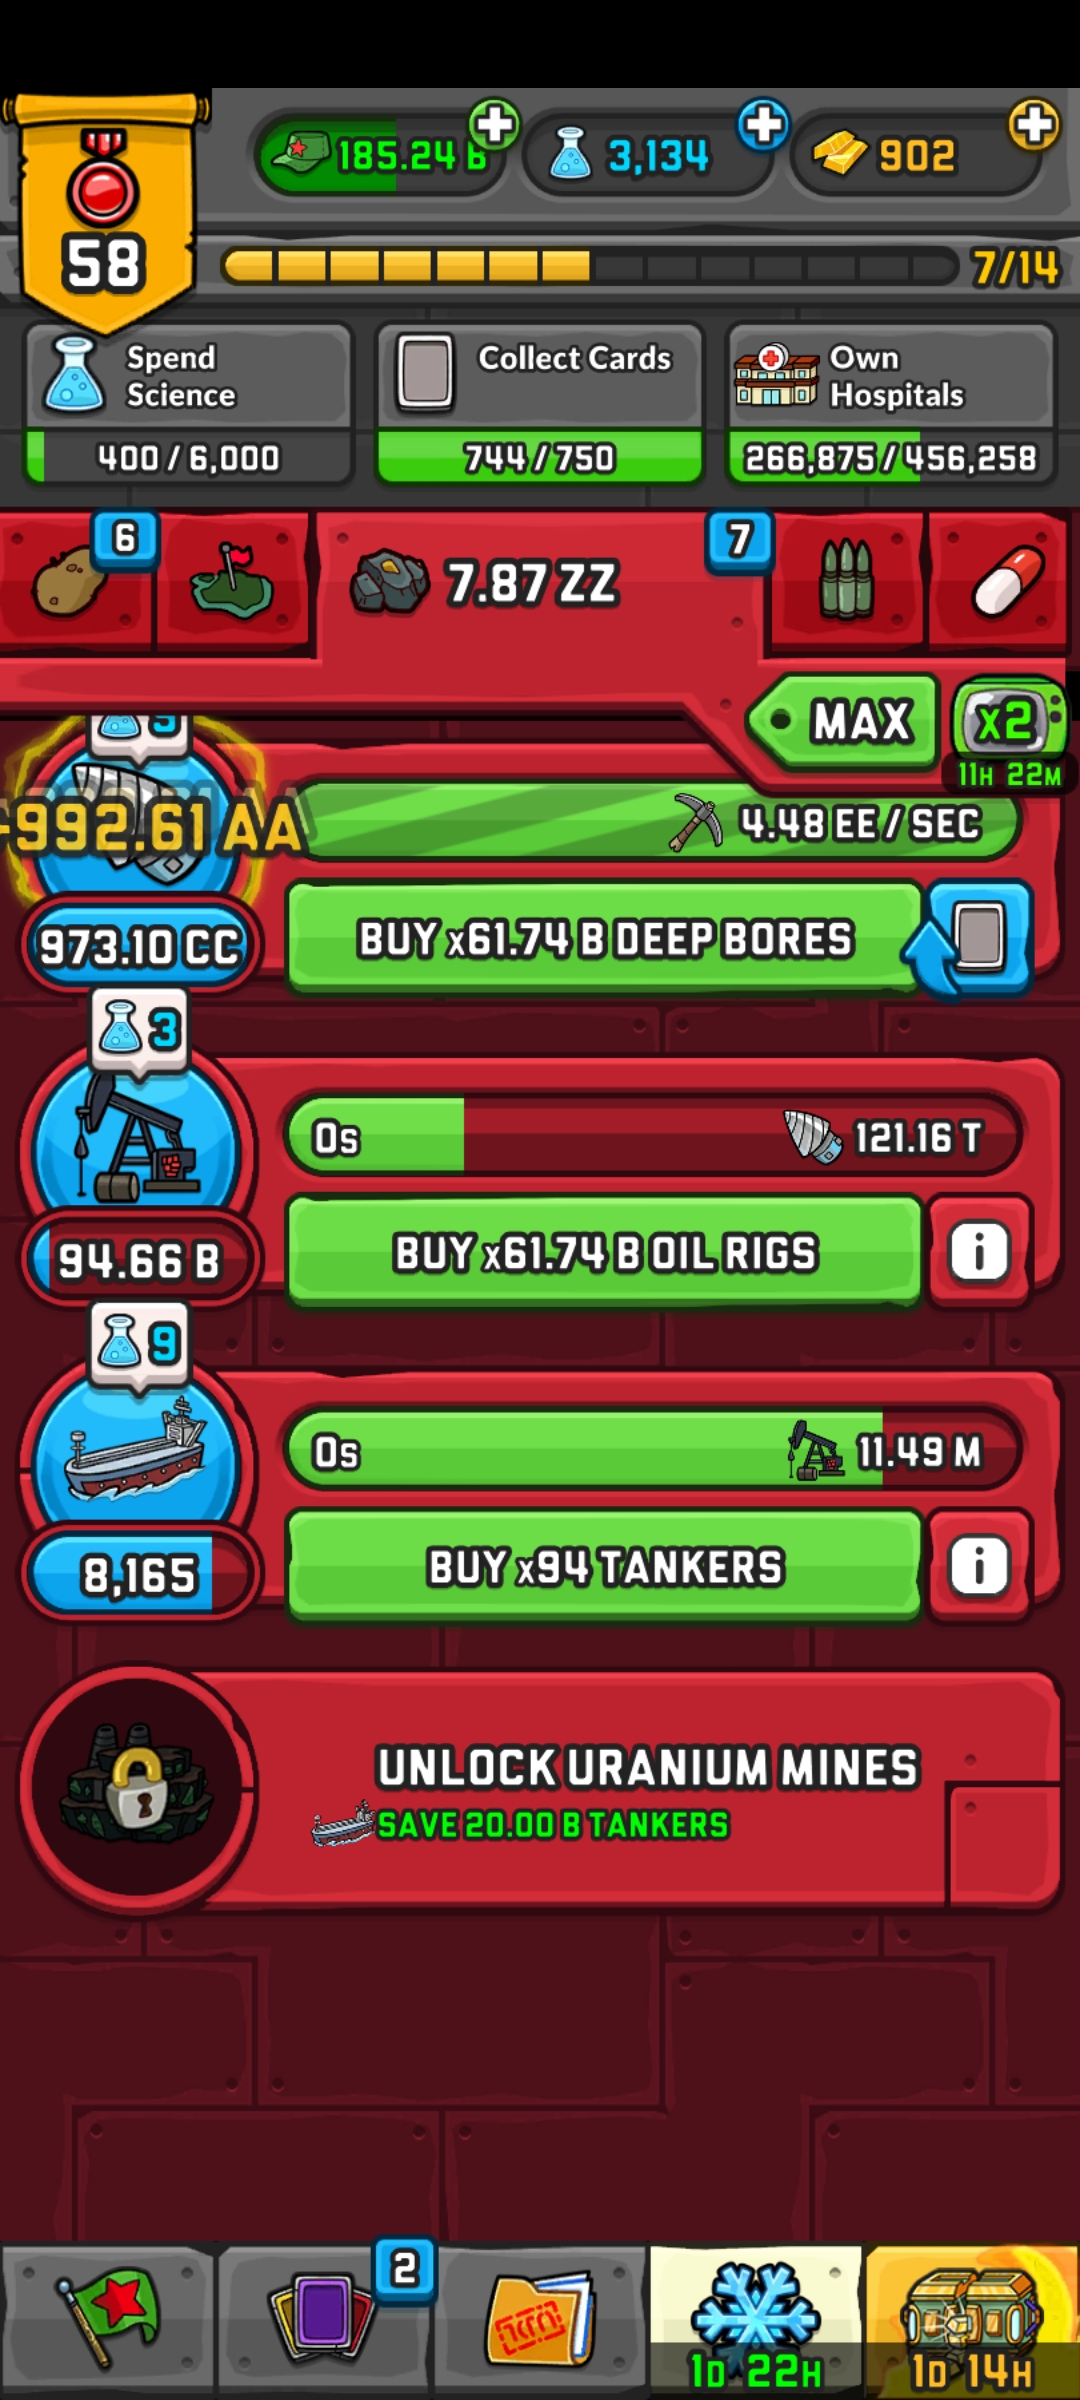 185.24 B
3,134
902
58
7/14
Spend
Science
400 / 6,000
Collect Cards
744 / 750
Own
Hospitals
266,875 / 456,258
6
7.87 ZZ
7
MAX
x2
11H 22M
-992.61 AA
4.48 EE / SEC
973.10 CC
BUY x61.74 B DEEP BORES
3
0s
121.16 T
94.66 B
BUY x61.74 B OIL RIGS
i
9
0s
11.49 M
8,165
BUY x94 TANKERS
i
UNLOCK URANIUM MINES
SAVE 20.00 B TANKERS
2
1D 22H
1D 14H